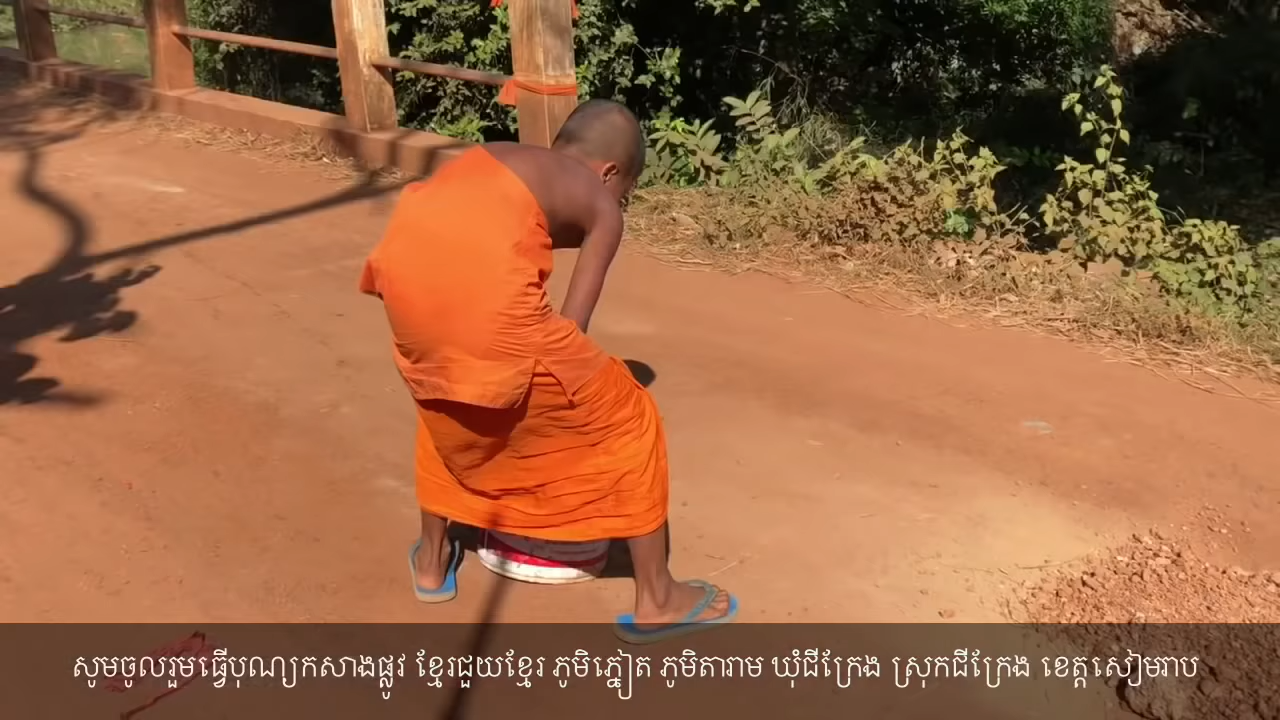 សូមចូលរួមធ្វើបុណ្យកសាងផ្លូវ ខ្មែរជួយខ្មែរ ភូមិភ្នៀត ភូមិតារាម ឃុំជីក្រែង ស្រុកជីក្រែង ខេត្តសៀមរាប